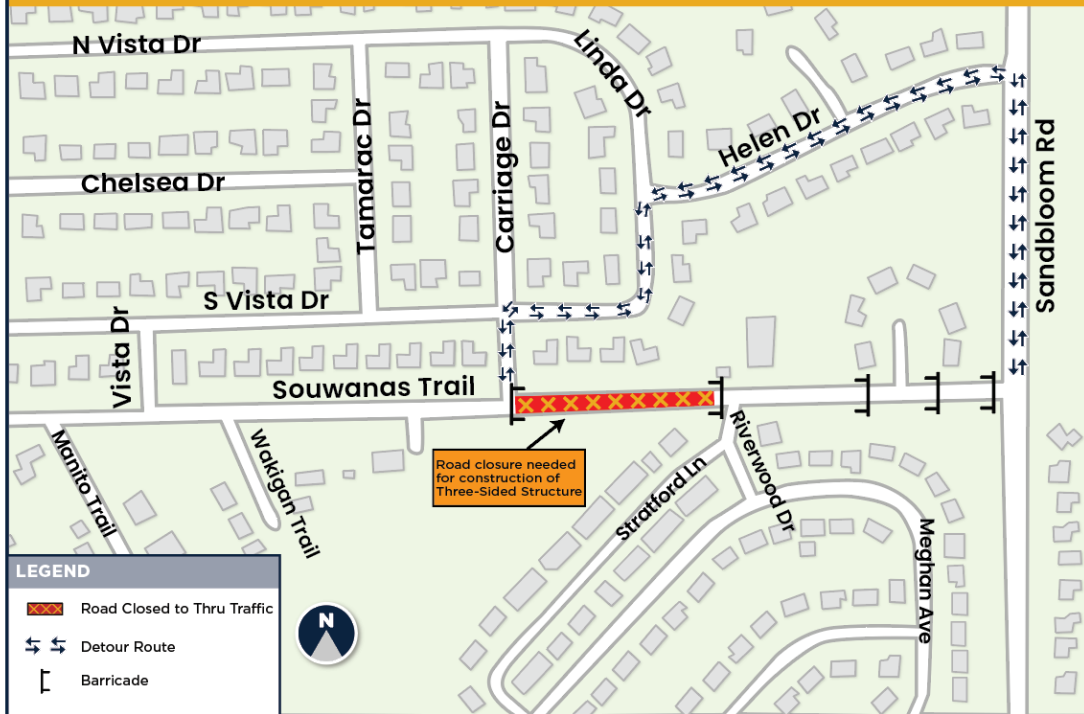 N Vista Dr
Linda Dr
Helen Dr
Sandbloom Rd
Tamarac Dr
Carriage Dr
Chelsea Dr
S Vista Dr
Vista Dr
Souwanas Trail
Road closure needed
for construction of
Three-Sided Structure
Manito Trail
Wakigan Trail
Stratford Ln
Riverwood Dr
Meghan Ave
LEGEND
Road Closed to Thru Traffic
Detour Route
Barricade
N